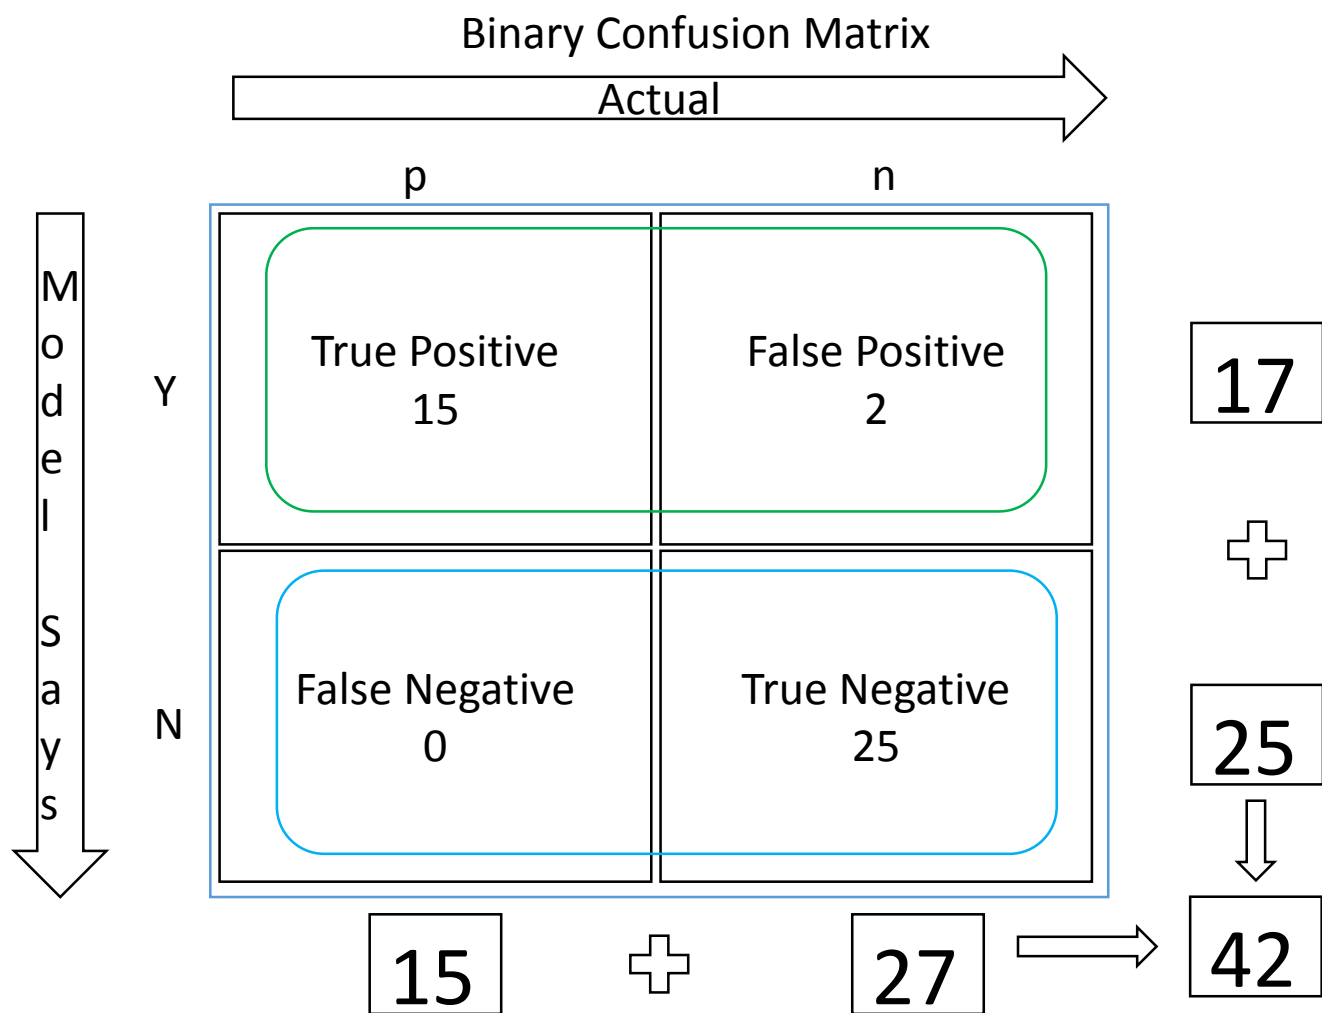 Binary Confusion Matrix
Actual
p
n
Model Says
Y
True Positive
15
False Positive
2
17
N
False Negative
0
True Negative
25
25
15
27
42